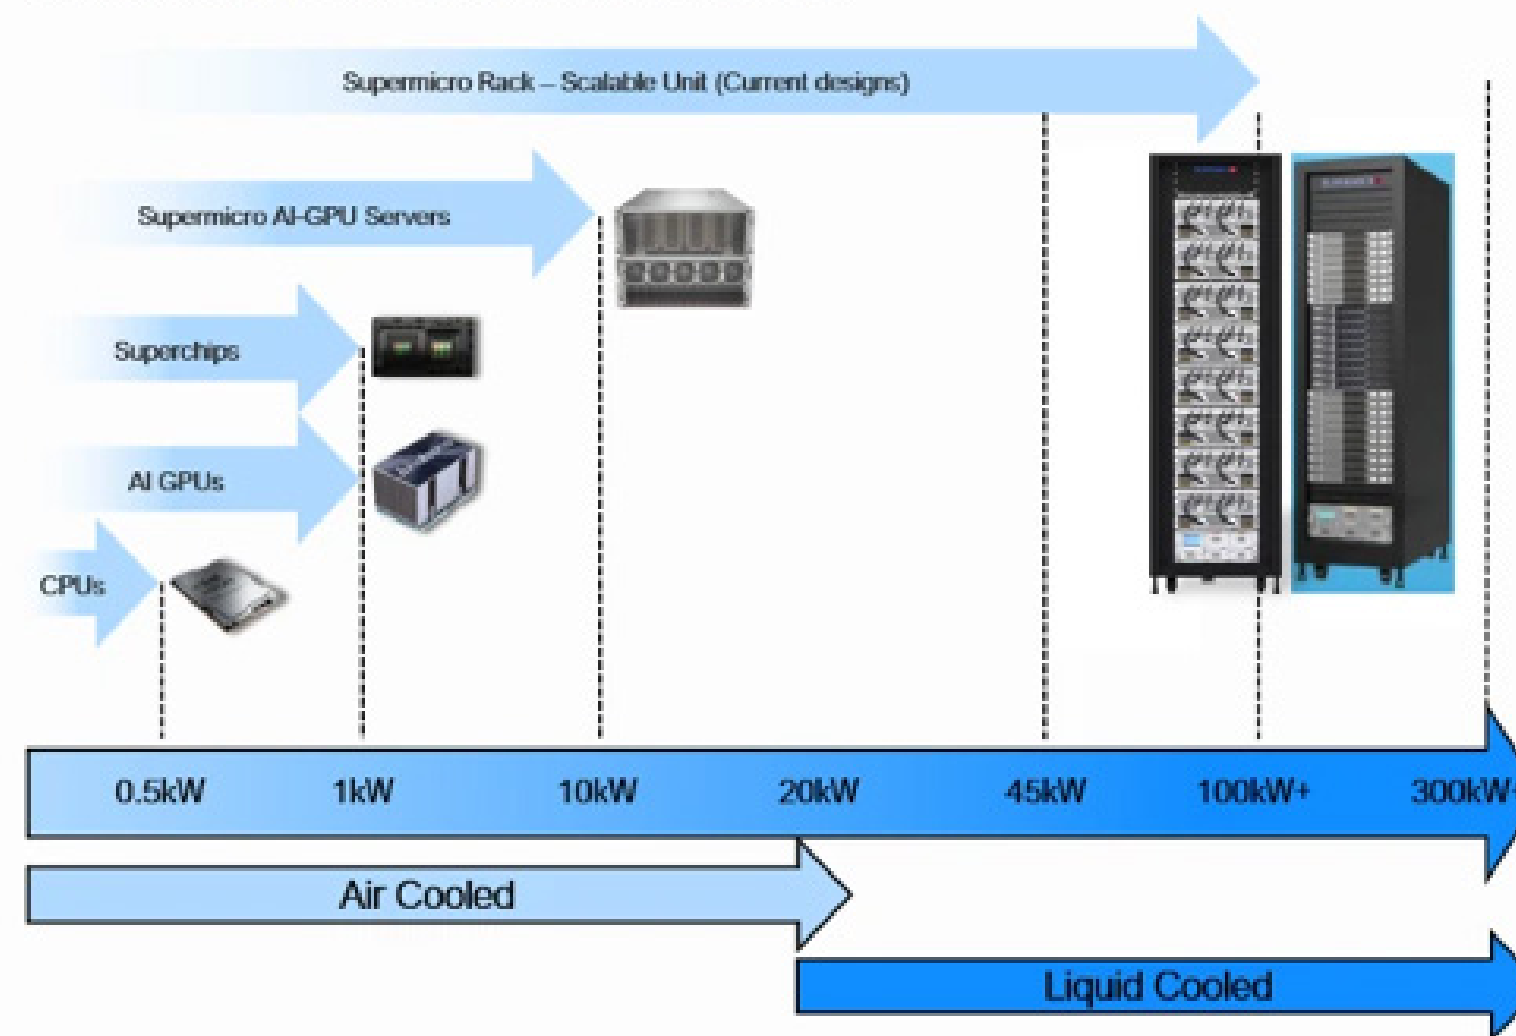 Supermicro Rack – Scalable Unit (Current designs)
Supermicro AI-GPU Servers
Superchips
AI GPUs
CPUs
0.5kW 1kW 10kW 20kW 45kW 100kW+ 300kW+
Air Cooled
Liquid Cooled